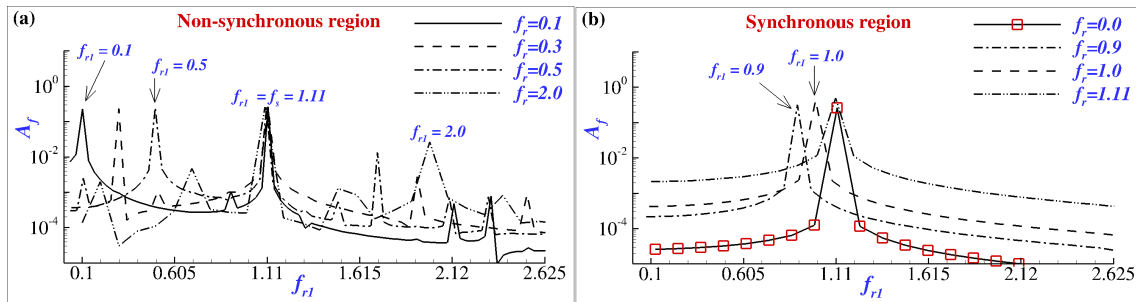 (a) Non-synchronous region
f_r=0.1
f_r=0.3
f_r=0.5
f_r=2.0
f_r1 = 0.1
f_r1 = 0.5
f_r1 = f_s = 1.11
f_r1 = 2.0
A_f
10^0
10^-2
10^-4
0.1 0.605 1.11 1.615 2.12 2.625
f_r1
(b) Synchronous region
f_r=0.0
f_r=0.9
f_r=1.0
f_r=1.11
f_r1 = 1.0
f_r1 = 0.9
A_f
10^0
10^-2
10^-4
0.1 0.605 1.11 1.615 2.12 2.625
f_r1